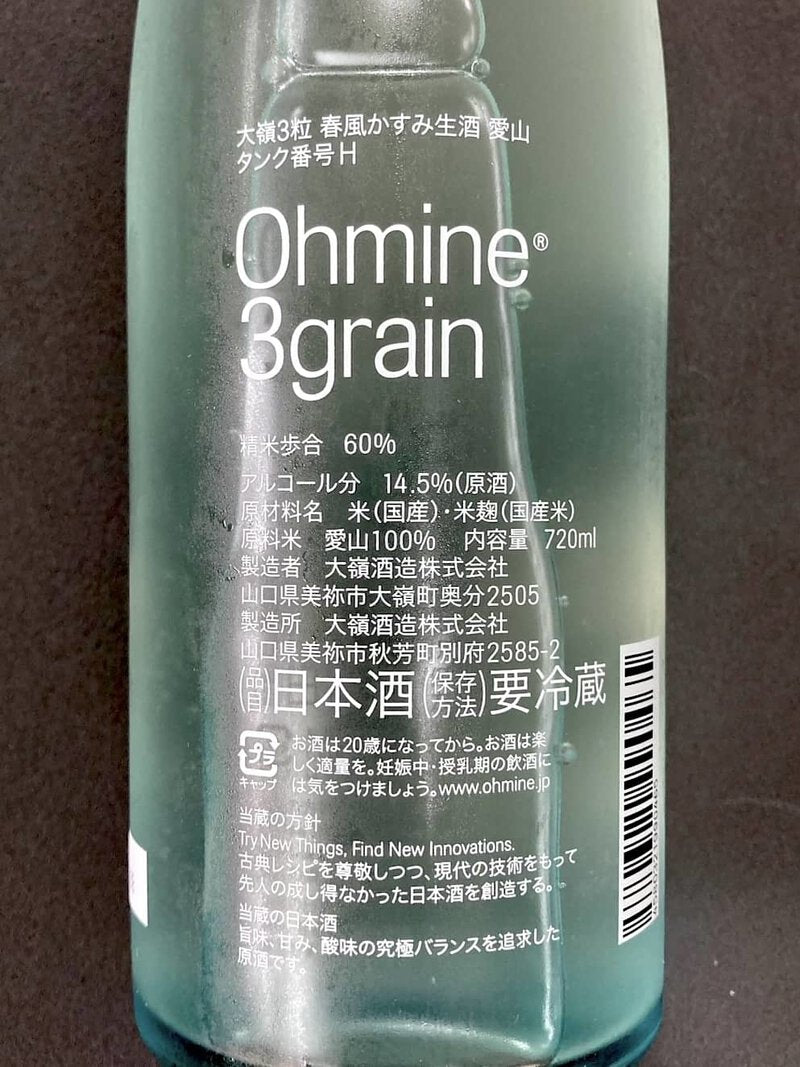 大嶺3粒 春風かすみ生酒 愛山
タンク番号H
Ohmine®
3grain
精米歩合 60%
アルコール分 14.5%(原酒)
原材料名 米(国産)・米麹(国産米)
原料米 愛山100% 内容量 720ml
製造者 大嶺酒造株式会社
山口県美祢市大嶺町奥分2505
製造所 大嶺酒造株式会社
山口県美祢市秋芳町別府2585-2
(品目)日本酒(保存方法)要冷蔵
プラ
キャップ
お酒は20歳になってから。お酒は楽
しく適量を。妊娠中・授乳期の飲酒に
は気をつけましょう。www.ohmine.jp
当蔵の方針
Try New Things, Find New Innovations.
古典レシピを尊敬しつつ、現代の技術をもって
先人の成し得なかった日本酒を創造する。
当蔵の日本酒
旨味、甘み、酸味の究極バランスを追求した
原酒です。